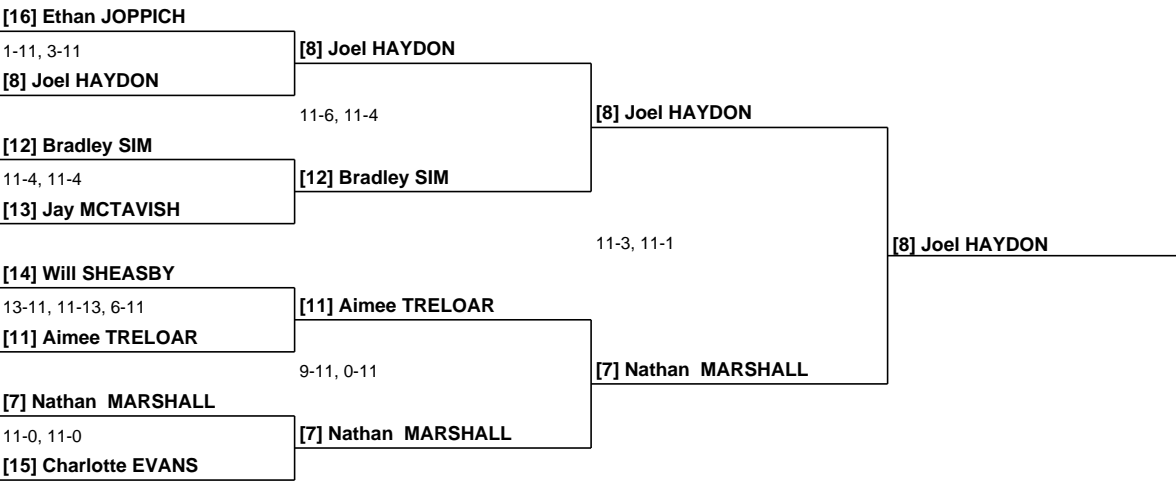 [16] Ethan JOPPICH
1-11, 3-11
[8] Joel HAYDON
[8] Joel HAYDON
11-6, 11-4
[8] Joel HAYDON
[12] Bradley SIM
11-4, 11-4
[12] Bradley SIM
[13] Jay MCTAVISH
11-3, 11-1
[8] Joel HAYDON
[14] Will SHEASBY
13-11, 11-13, 6-11
[11] Aimee TRELOAR
[11] Aimee TRELOAR
9-11, 0-11
[7] Nathan  MARSHALL
[7] Nathan  MARSHALL
11-0, 11-0
[7] Nathan  MARSHALL
[15] Charlotte EVANS